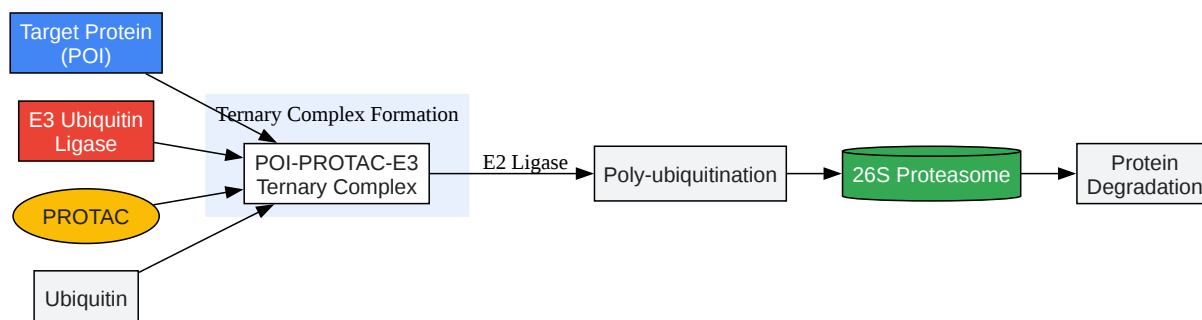 Target Protein
(POI)
E3 Ubiquitin
Ligase
PROTAC
Ubiquitin
Ternary Complex Formation
POI-PROTAC-E3
Ternary Complex
E2 Ligase
Poly-ubiquitination
26S Proteasome
Protein
Degradation